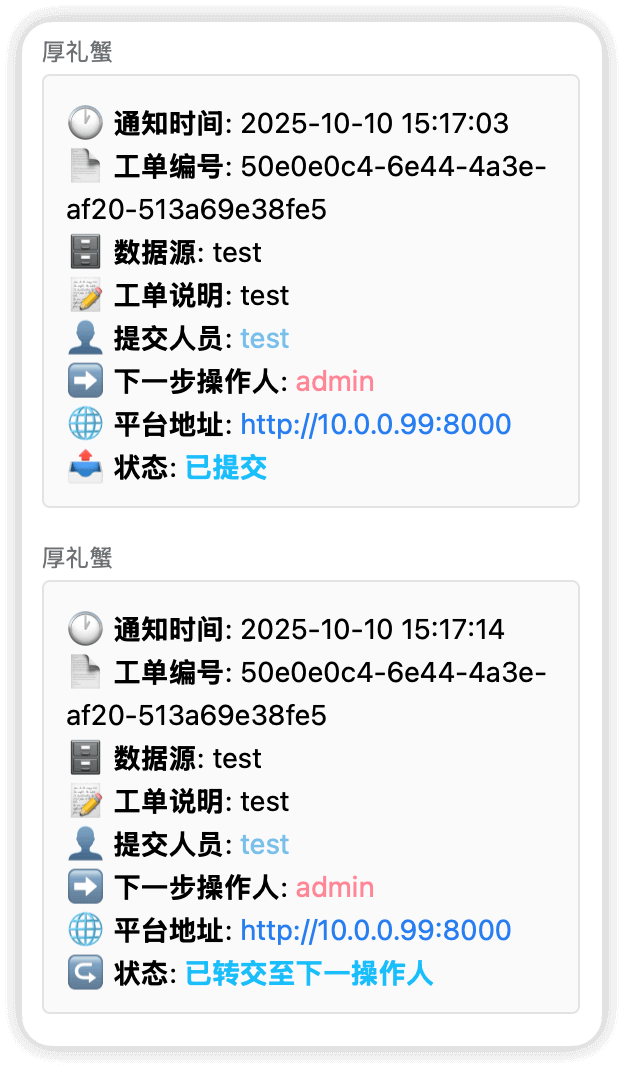 厚礼蟹
🕐 通知时间: 2025-10-10 15:17:03
📄 工单编号: 50e0e0c4-6e44-4a3e-
af20-513a69e38fe5
🗄️ 数据源: test
📝 工单说明: test
👤 提交人员: test
➡️ 下一步操作人: admin
🌐 平台地址: http://10.0.0.99:8000
📤 状态: 已提交
厚礼蟹
🕐 通知时间: 2025-10-10 15:17:14
📄 工单编号: 50e0e0c4-6e44-4a3e-
af20-513a69e38fe5
🗄️ 数据源: test
📝 工单说明: test
👤 提交人员: test
➡️ 下一步操作人: admin
🌐 平台地址: http://10.0.0.99:8000
↪️ 状态: 已转交至下一操作人